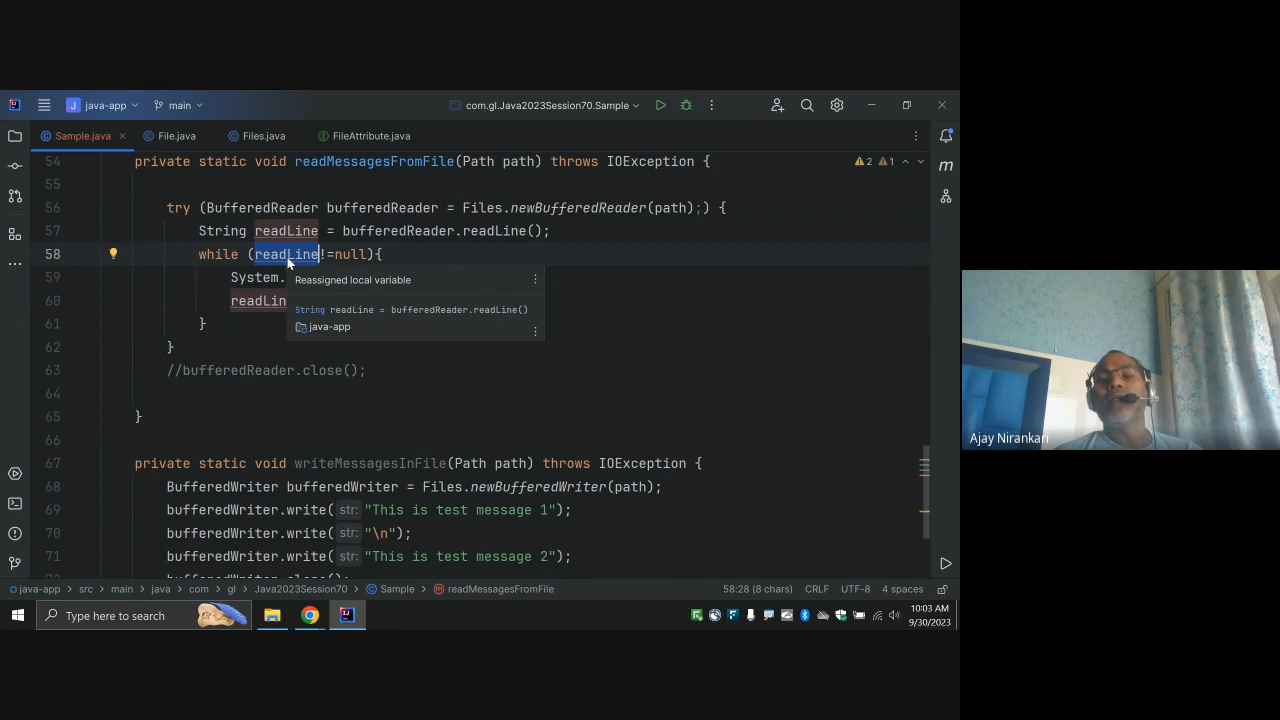 java-app
main
com.gl.Java2023Session70.Sample
Sample.java
File.java
Files.java
FileAttribute.java
54 private static void readMessagesFromFile(Path path) throws IOException {
2 1
55
56 try (BufferedReader bufferedReader = Files.newBufferedReader(path);) {
57 String readLine = bufferedReader.readLine();
58 while (readLine!=null){
59 System.
60 readLin
Reassigned local variable
String readLine = bufferedReader.readLine()
java-app
61 }
62 }
63 //bufferedReader.close();
64
65 }
66
67 private static void writeMessagesInFile(Path path) throws IOException {
68 BufferedWriter bufferedWriter = Files.newBufferedWriter(path);
69 bufferedWriter.write( str: "This is test message 1");
70 bufferedWriter.write( str: "\n");
71 bufferedWriter.write( str: "This is test message 2");
bufferedWriter.close();
java-app > src > main > java > com > gl > Java2023Session70 > Sample > readMessagesFromFile
58:28 (8 chars) CRLF UTF-8 4 spaces
Type here to search
10:03 AM
9/30/2023
Ajay Nirankari